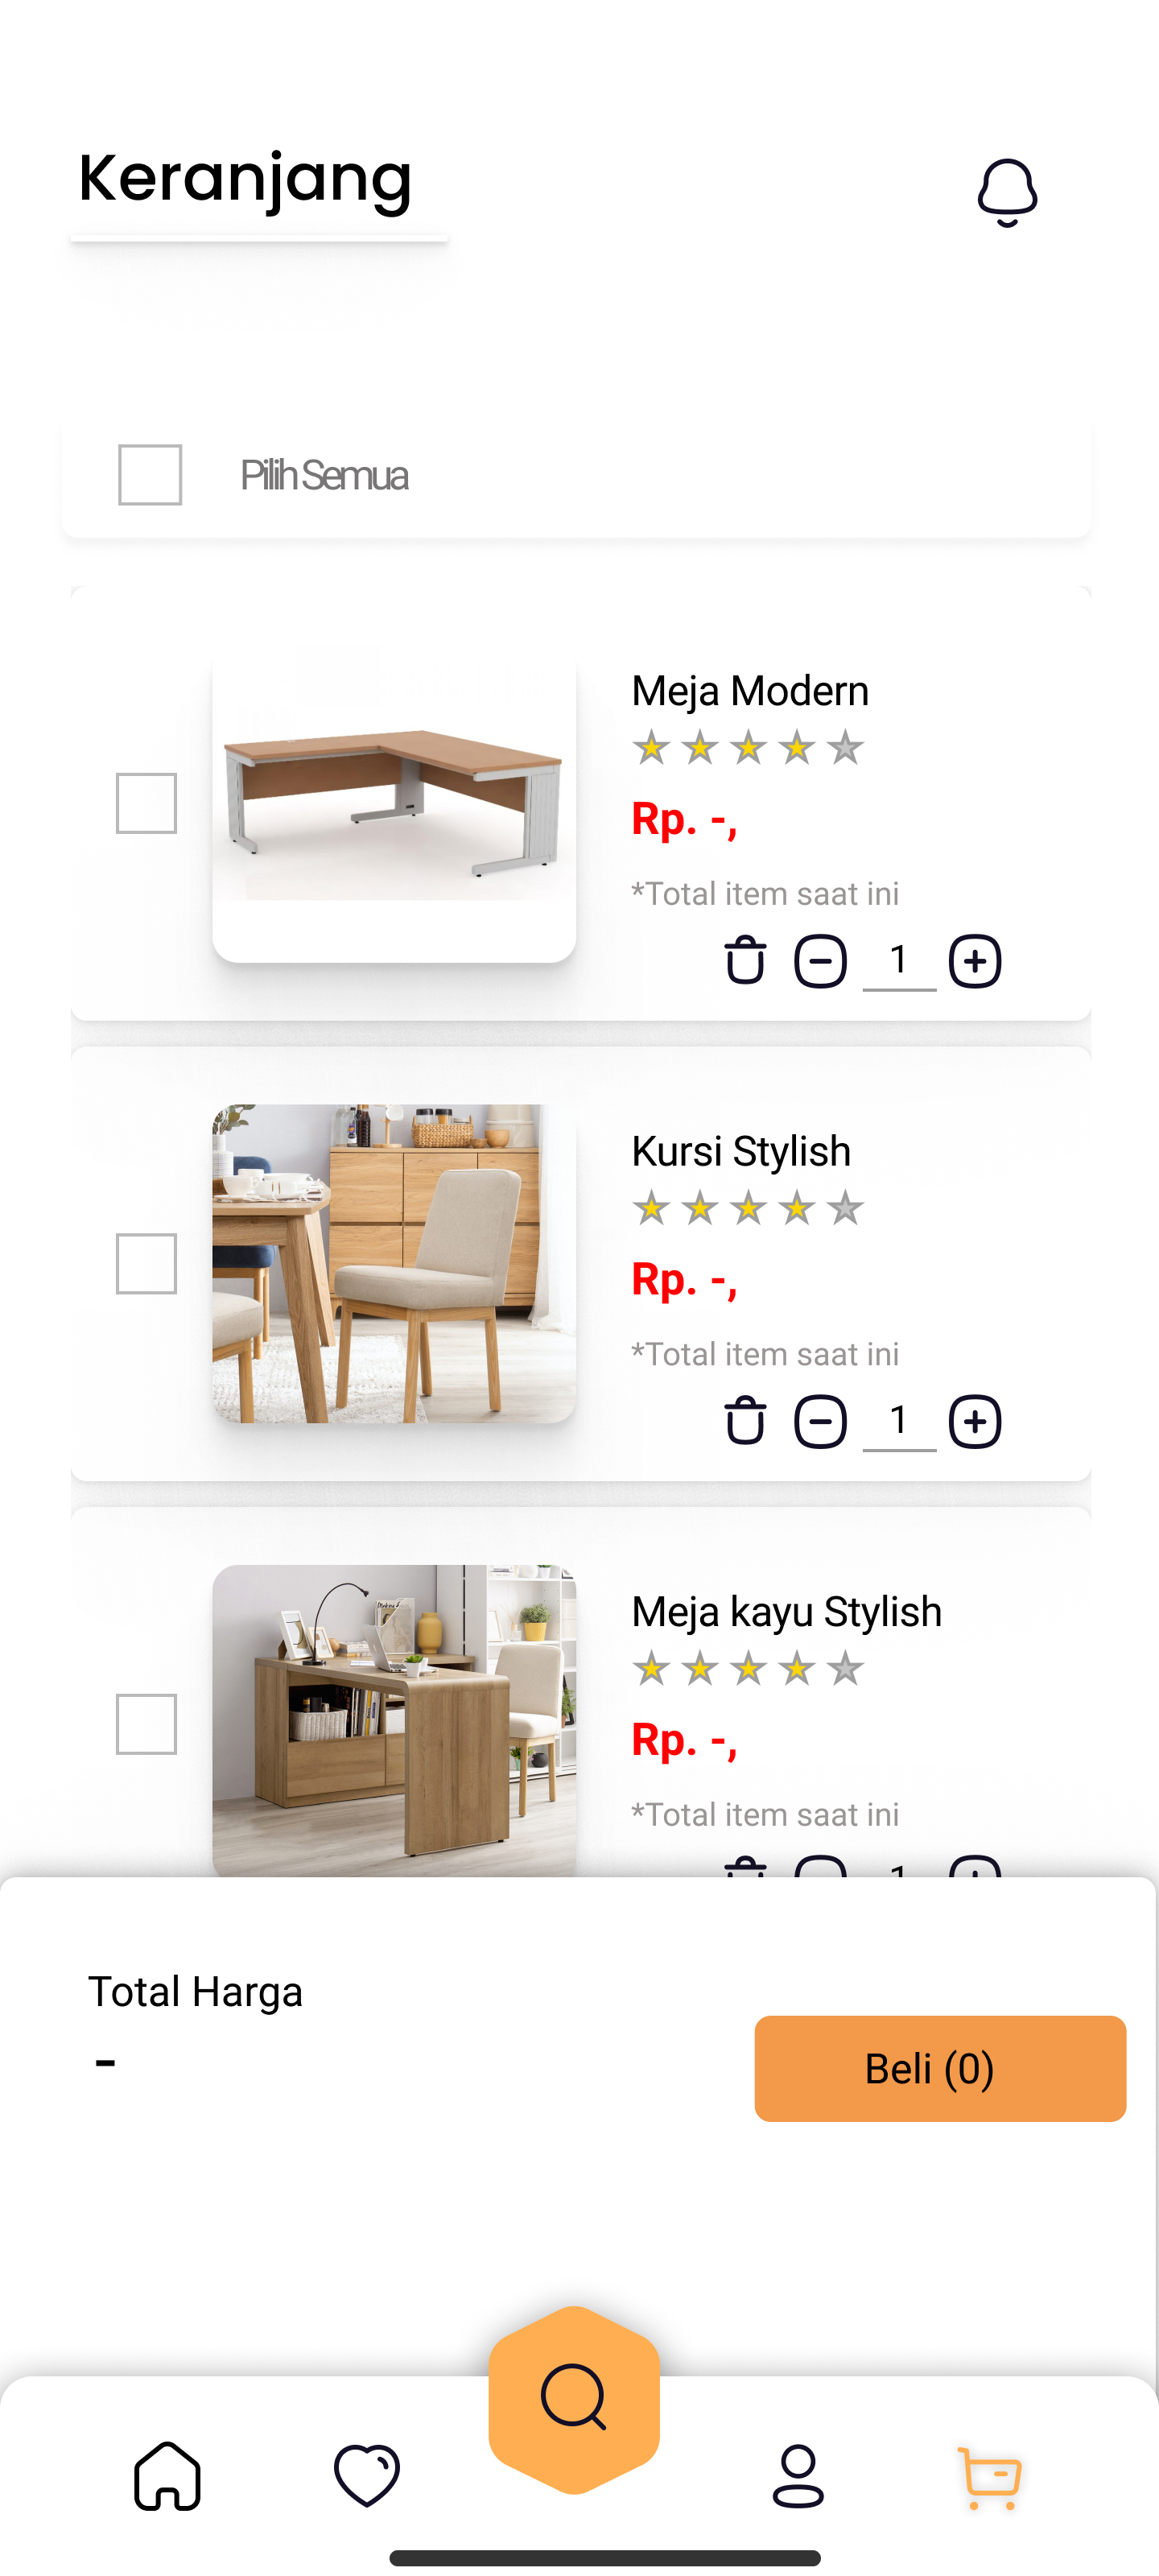 Keranjang
Pilih Semua
Meja Modern
Rp. -,
*Total item saat ini
1
Kursi Stylish
Rp. -,
*Total item saat ini
1
Meja kayu Stylish
Rp. -,
*Total item saat ini
1
Total Harga
-
Beli (0)